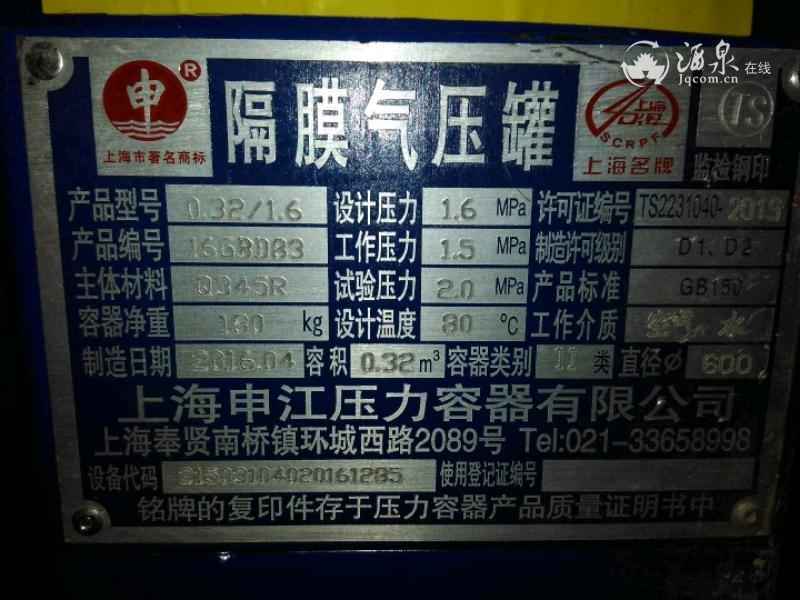 酒泉在线
Jqcom.cn
申 ®
上海市著名商标
隔膜气压罐
上海
SCRPF
上海名牌
TS
监检钢印
产品型号 0.32/1.6 设计压力 1.6 MPa 许可证编号 TS2231040-2019
产品编号 166BD83 工作压力 1.5 MPa 制造许可级别 D1、D2
主体材料 Q345R 试验压力 2.0 MPa 产品标准 GB150
容器净重 kg 设计温度 80 ℃ 工作介质 水
制造日期 2016.04 容积 0.32 m³ 容器类别 II 类 直径 φ 600
上海申江压力容器有限公司
上海奉贤南桥镇环城西路2089号 Tel:021-33658998
设备代码 使用登记证编号
铭牌的复印件存于压力容器产品质量证明书中